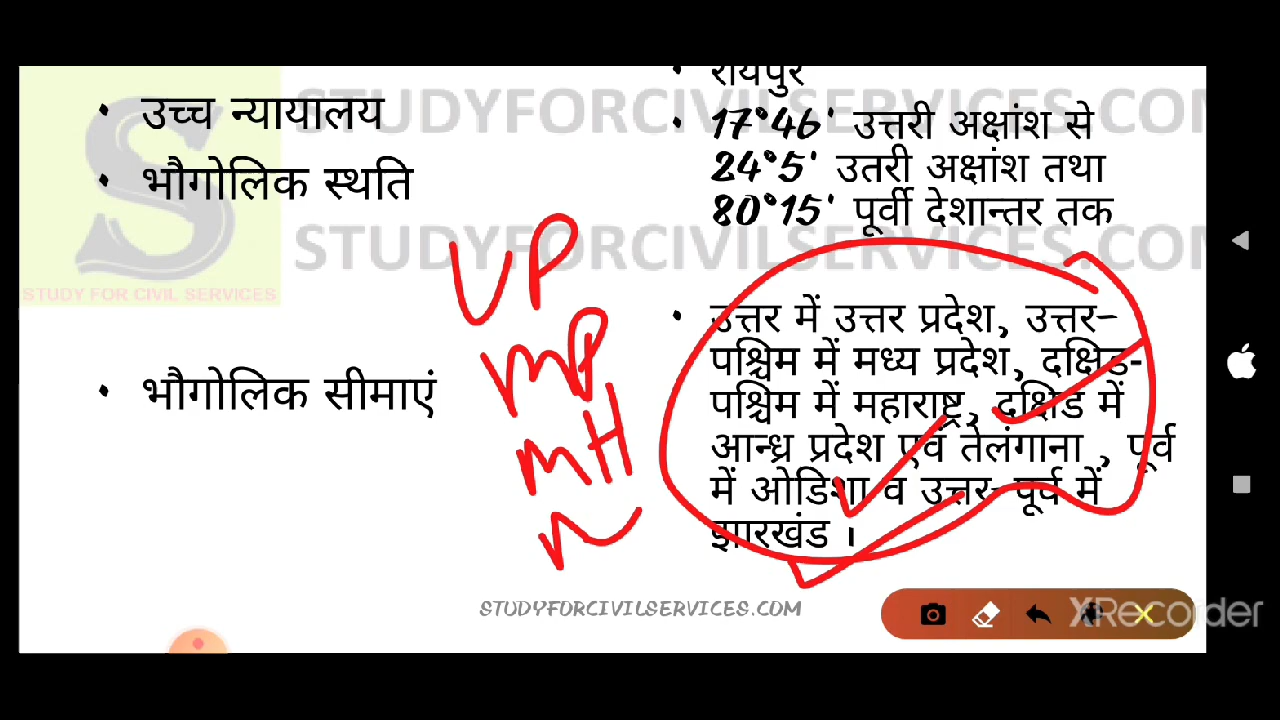 रायपुर
STUDYFORCIVILSERVICES.COM
• उच्च न्यायालय
• 17°46' उत्तरी अक्षांश से
24°5' उतरी अक्षांश तथा
80°15' पूर्वी देशान्तर तक
• भौगोलिक स्थति
STUDYFORCIVILSERVICES.COM
STUDY FOR CIVIL SERVICES
UP
MP
MH
• उत्तर में उत्तर प्रदेश, उत्तर-
पश्चिम में मध्य प्रदेश, दक्षिड-
पश्चिम में महाराष्ट्र, दक्षिड में
आन्ध्र प्रदेश एवं तेलंगाना , पूर्व
में ओडिशा व उत्तर-पूर्व में
झारखंड ।
• भौगोलिक सीमाएं
STUDYFORCIVILSERVICES.COM
XRecorder